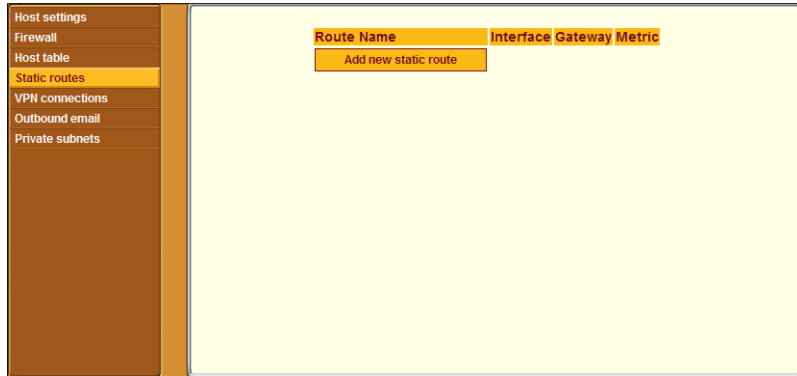 Host settings
Firewall
Host table
Static routes
VPN connections
Outbound email
Private subnets
Route Name Interface Gateway Metric
Add new static route